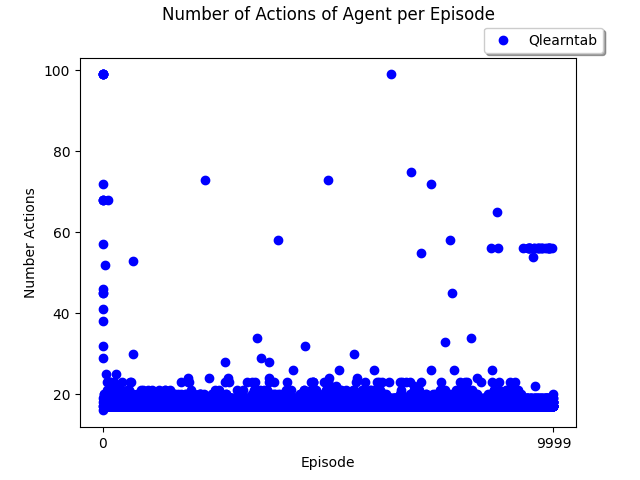 Number of Actions of Agent per Episode
Qlearntab
100
80
60
40
20
Number Actions
0
9999
Episode